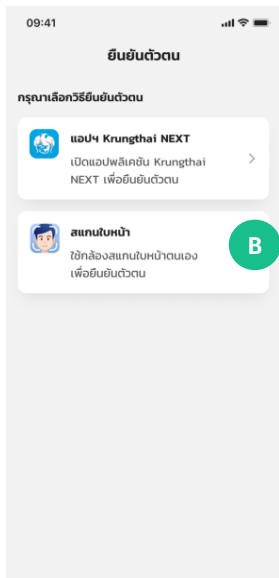 09:41
ยืนยันตัวตน
กรุณาเลือกวิธียืนยันตัวตน
แอปฯ Krungthai NEXT
เปิดแอปพลิเคชัน Krungthai
NEXT เพื่อยืนยันตัวตน
สแกนใบหน้า
ใช้กล้องสแกนใบหน้าตนเอง
เพื่อยืนยันตัวตน
B